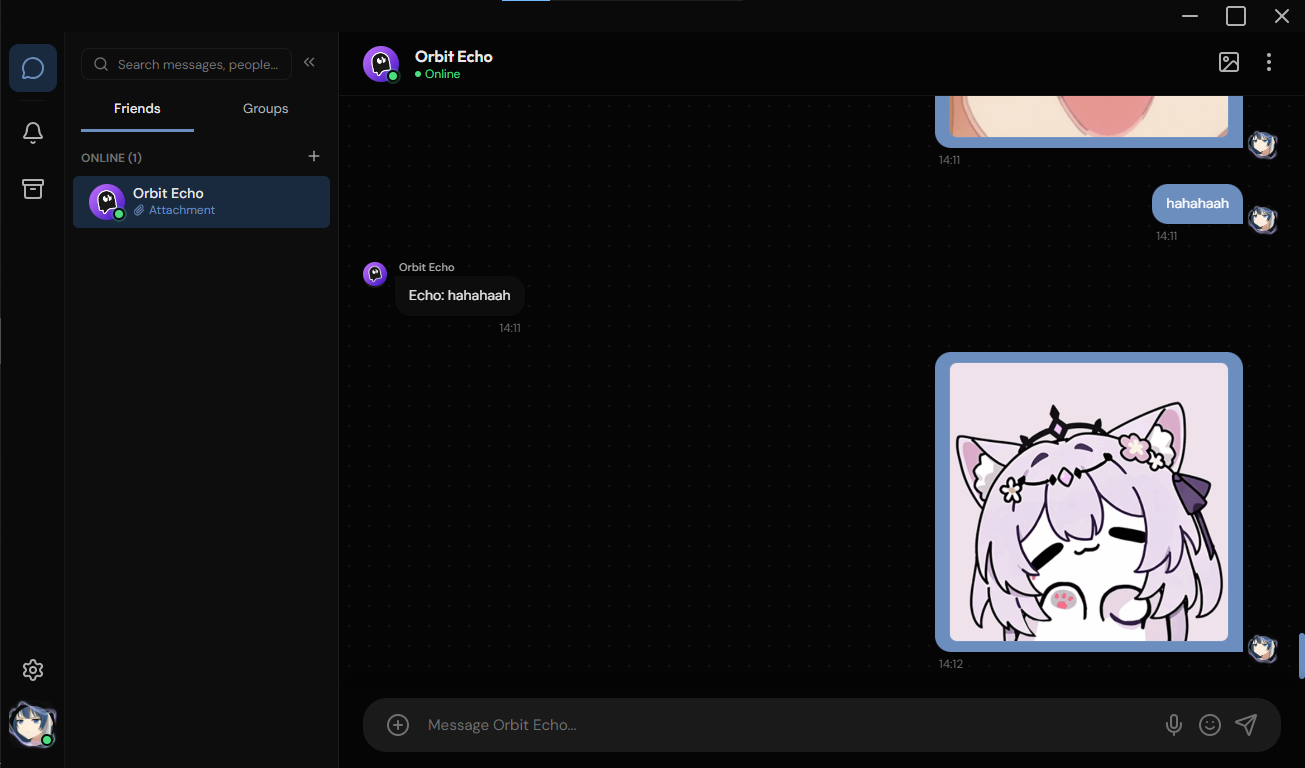 Search messages, people...
Friends
Groups
ONLINE (1)
Orbit Echo
Attachment
Orbit Echo
Online
14:11
hahahaah
14:11
Orbit Echo
Echo: hahahaah
14:11
14:12
Message Orbit Echo...